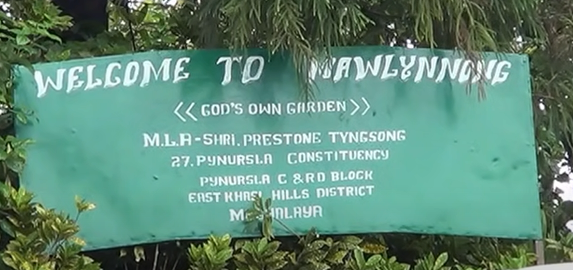 WELCOME TO MAWLYNNONG
<< GOD'S OWN GARDEN >>
M.L.A - SHRI. PRESTONE TYNGSONG
27. PYNURSLA CONSTITUENCY
PYNURSLA C & RD BLOCK
EAST KHASI HILLS DISTRICT
MEGHALAYA